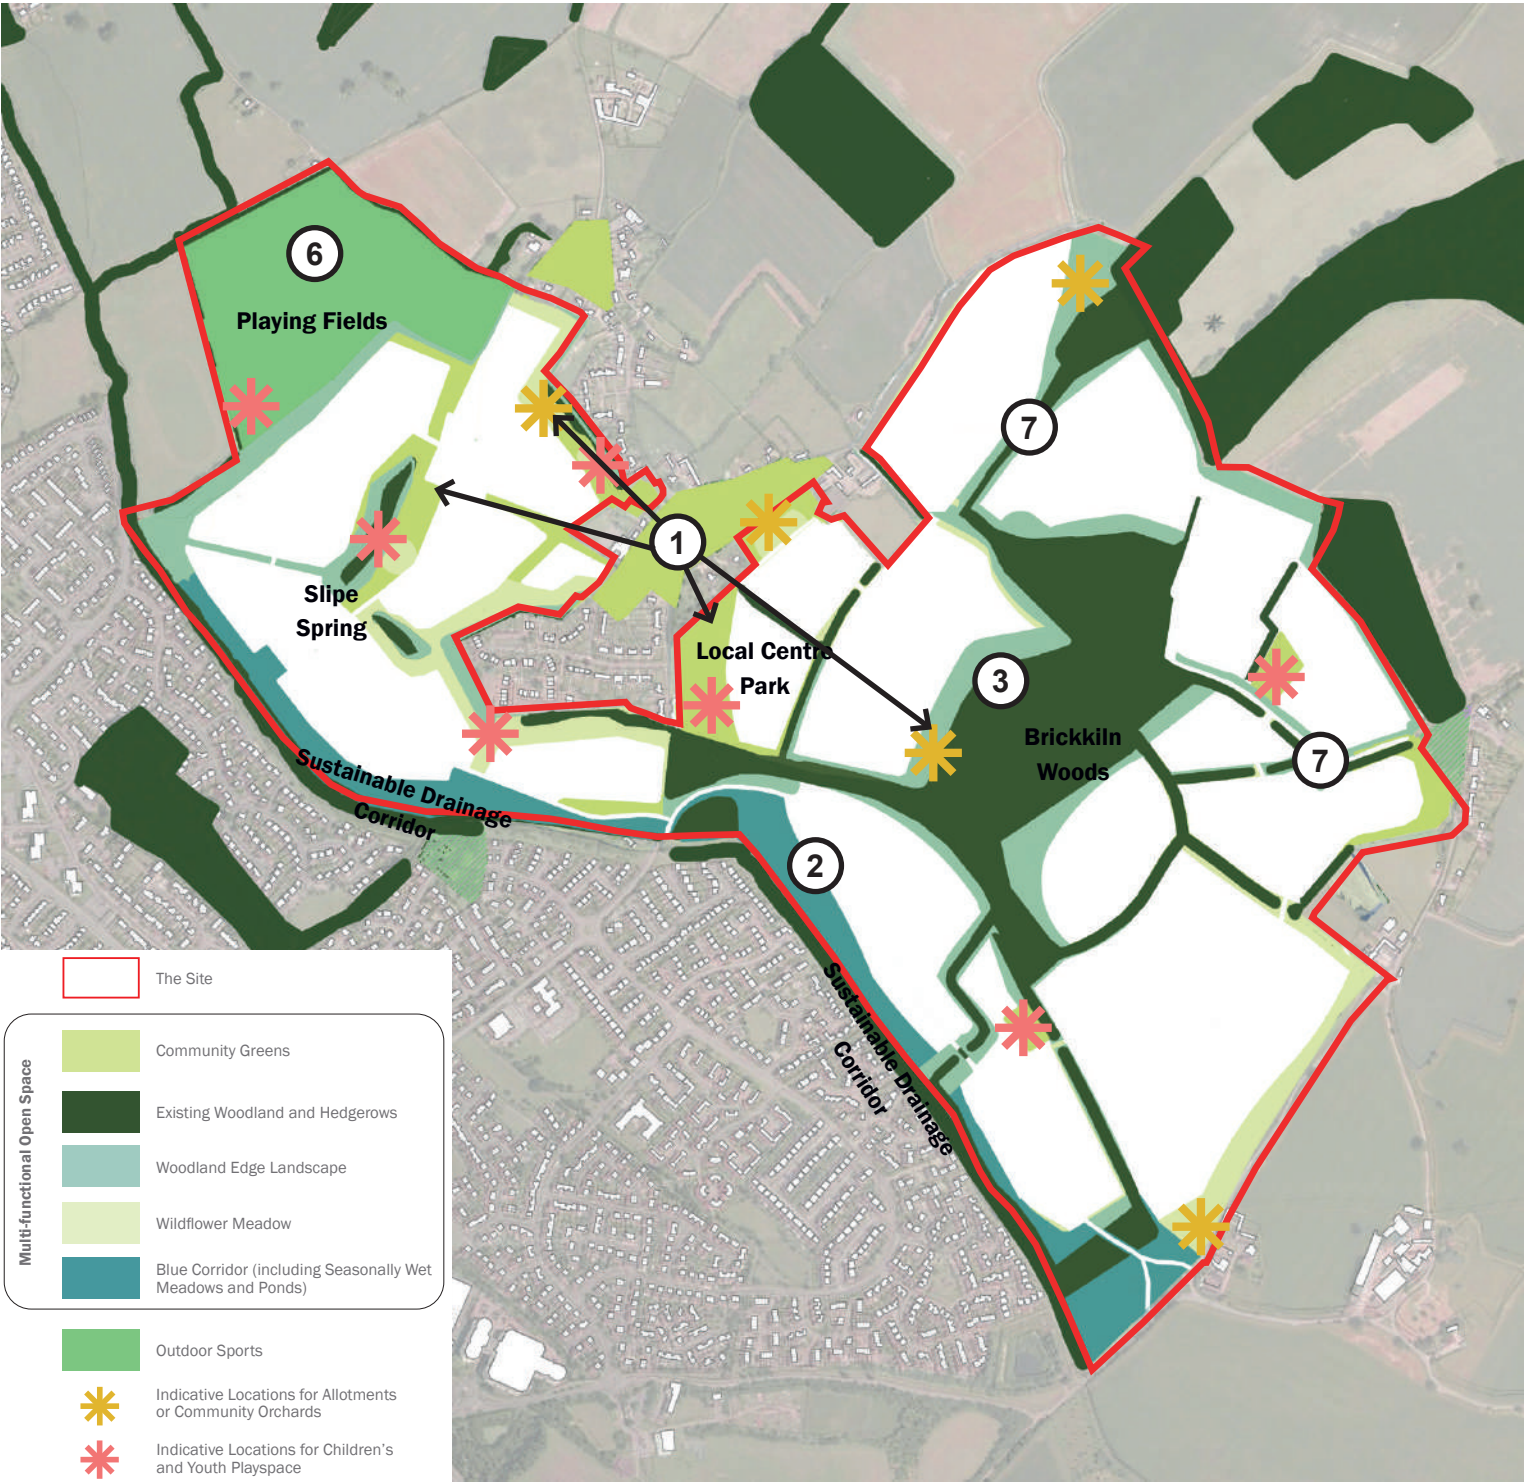 6
Playing Fields
7
1
Slipe
Spring
Local Centre
Park
3
Brickkiln
Woods
7
Sustainable Drainage
Corridor
2
Sustainable Drainage
Corridor
The Site
Multi-functional Open Space
Community Greens
Existing Woodland and Hedgerows
Woodland Edge Landscape
Wildflower Meadow
Blue Corridor (including Seasonally Wet
Meadows and Ponds)
Outdoor Sports
Indicative Locations for Allotments
or Community Orchards
Indicative Locations for Children's
and Youth Playspace